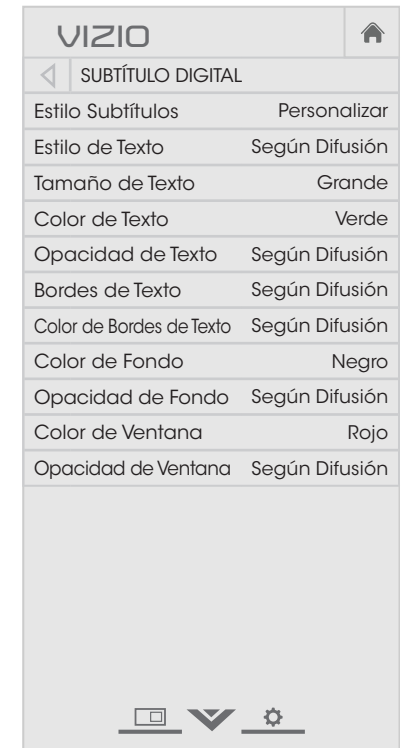 VIZIO
SUBTÍTULO DIGITAL
Estilo Subtítulos Personalizar
Estilo de Texto Según Difusión
Tamaño de Texto Grande
Color de Texto Verde
Opacidad de Texto Según Difusión
Bordes de Texto Según Difusión
Color de Bordes de Texto Según Difusión
Color de Fondo Negro
Opacidad de Fondo Según Difusión
Color de Ventana Rojo
Opacidad de Ventana Según Difusión